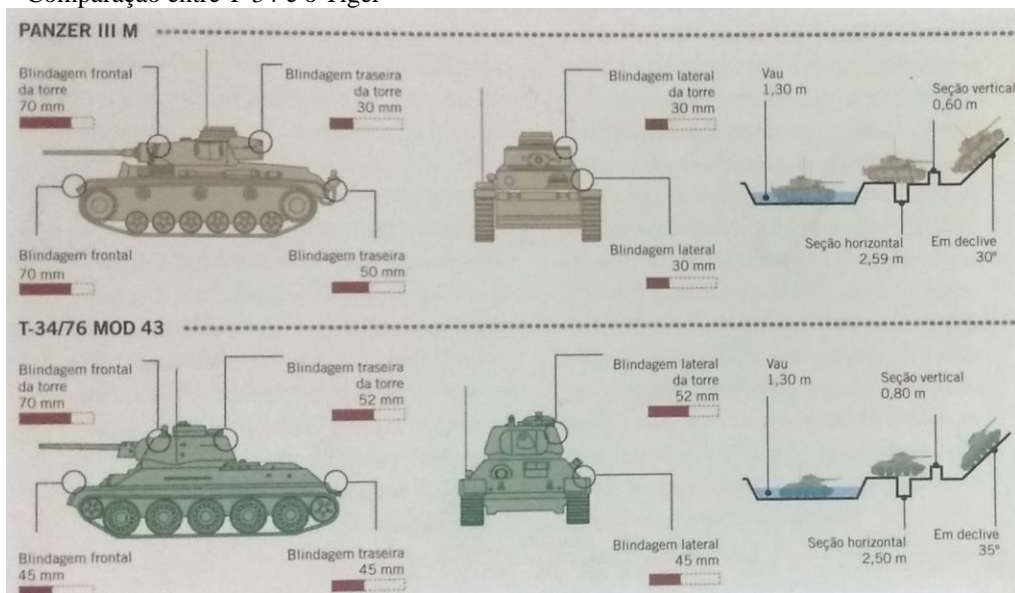 Comparação entre T-34 e o Tiger
PANZER III M
Blindagem frontal
da torre
70 mm
Blindagem traseira
da torre
30 mm
Blindagem lateral
da torre
30 mm
Vau
1,30 m
Seção vertical
0,60 m
Blindagem frontal
70 mm
Blindagem traseira
50 mm
Blindagem lateral
30 mm
Seção horizontal
2,59 m
Em declive
30°
T-34/76 MOD 43
Blindagem frontal
da torre
70 mm
Blindagem traseira
da torre
52 mm
Blindagem lateral
da torre
52 mm
Vau
1,30 m
Seção vertical
0,80 m
Blindagem frontal
45 mm
Blindagem traseira
45 mm
Blindagem lateral
45 mm
Seção horizontal
2,50 m
Em declive
35°